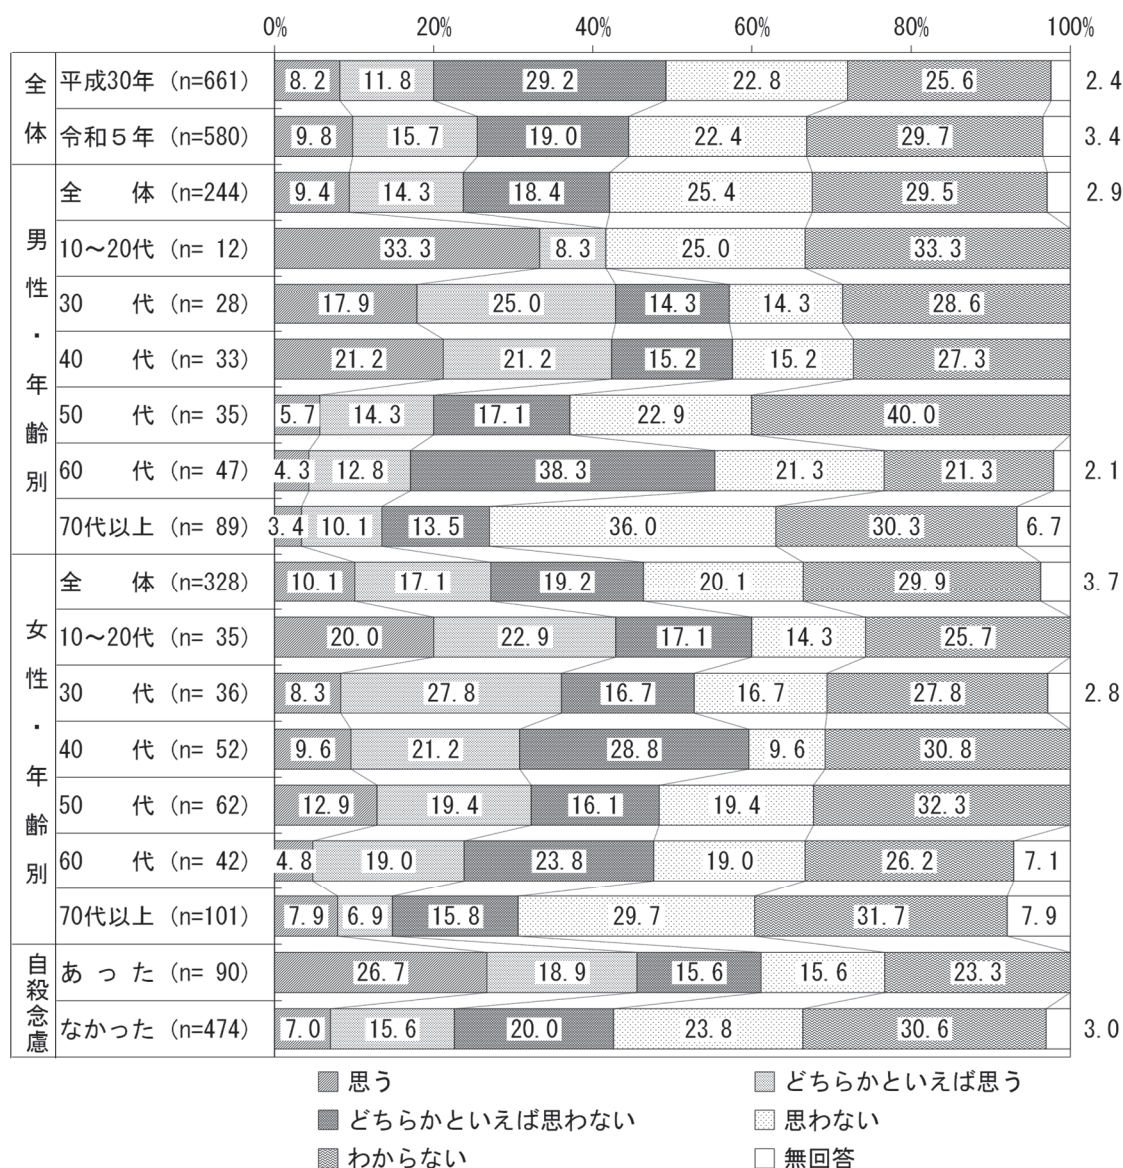 0% 20% 40% 60% 80% 100%
全体
平成30年 (n=661) 8.2 11.8 29.2 22.8 25.6 2.4
令和5年 (n=580) 9.8 15.7 19.0 22.4 29.7 3.4
男性・年齢別
全　体 (n=244) 9.4 14.3 18.4 25.4 29.5 2.9
10～20代 (n= 12) 33.3 8.3 25.0 33.3
30　代 (n= 28) 17.9 25.0 14.3 14.3 28.6
40　代 (n= 33) 21.2 21.2 15.2 15.2 27.3
50　代 (n= 35) 5.7 14.3 17.1 22.9 40.0
60　代 (n= 47) 4.3 12.8 38.3 21.3 21.3 2.1
70代以上 (n= 89) 3.4 10.1 13.5 36.0 30.3 6.7
女性・年齢別
全　体 (n=328) 10.1 17.1 19.2 20.1 29.9 3.7
10～20代 (n= 35) 20.0 22.9 17.1 14.3 25.7
30　代 (n= 36) 8.3 27.8 16.7 16.7 27.8 2.8
40　代 (n= 52) 9.6 21.2 28.8 9.6 30.8
50　代 (n= 62) 12.9 19.4 16.1 19.4 32.3
60　代 (n= 42) 4.8 19.0 23.8 19.0 26.2 7.1
70代以上 (n=101) 7.9 6.9 15.8 29.7 31.7 7.9
自殺念慮
あった (n= 90) 26.7 18.9 15.6 15.6 23.3
なかった (n=474) 7.0 15.6 20.0 23.8 30.6 3.0
思う どちらかといえば思う
どちらかといえば思わない 思わない
わからない 無回答